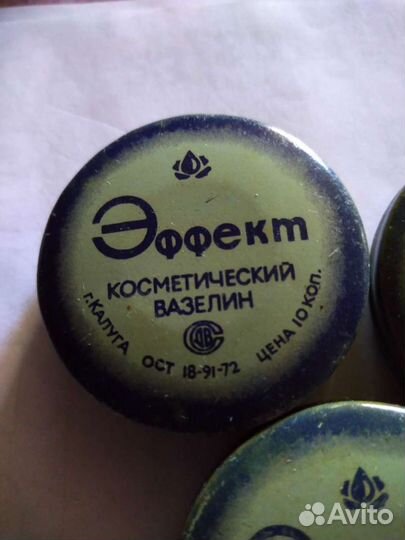 Эффект
КОСМЕТИЧЕСКИЙ
ВАЗЕЛИН
г. КАЛУГА ОСТ 18-91-72 ЦЕНА 10 КОП.
Avito